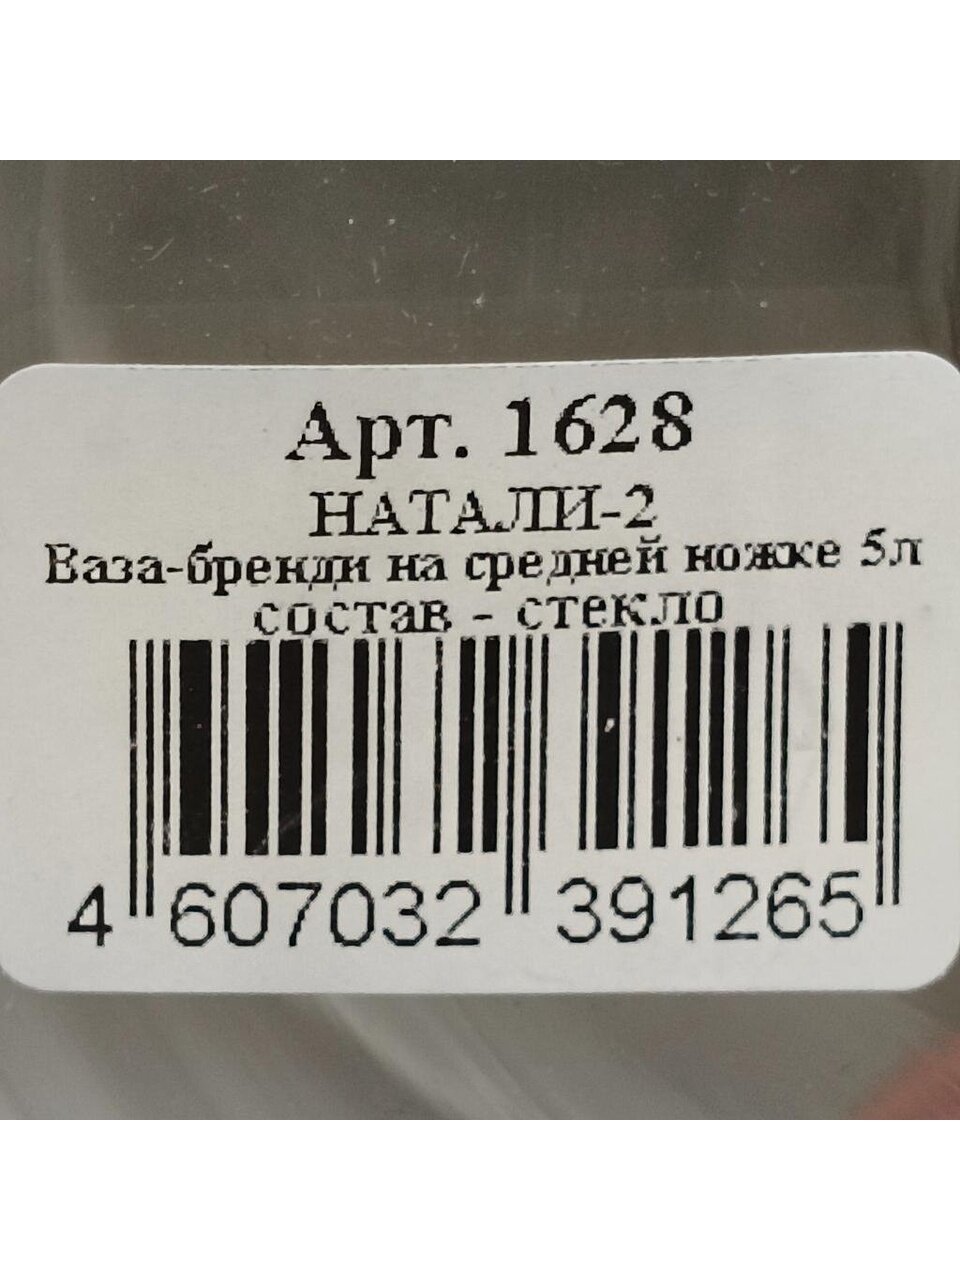 Арт. 1628
НАТАЛИ-2
Ваза-бренди на средней ножке 5л
состав - стекло
4 607032 391265